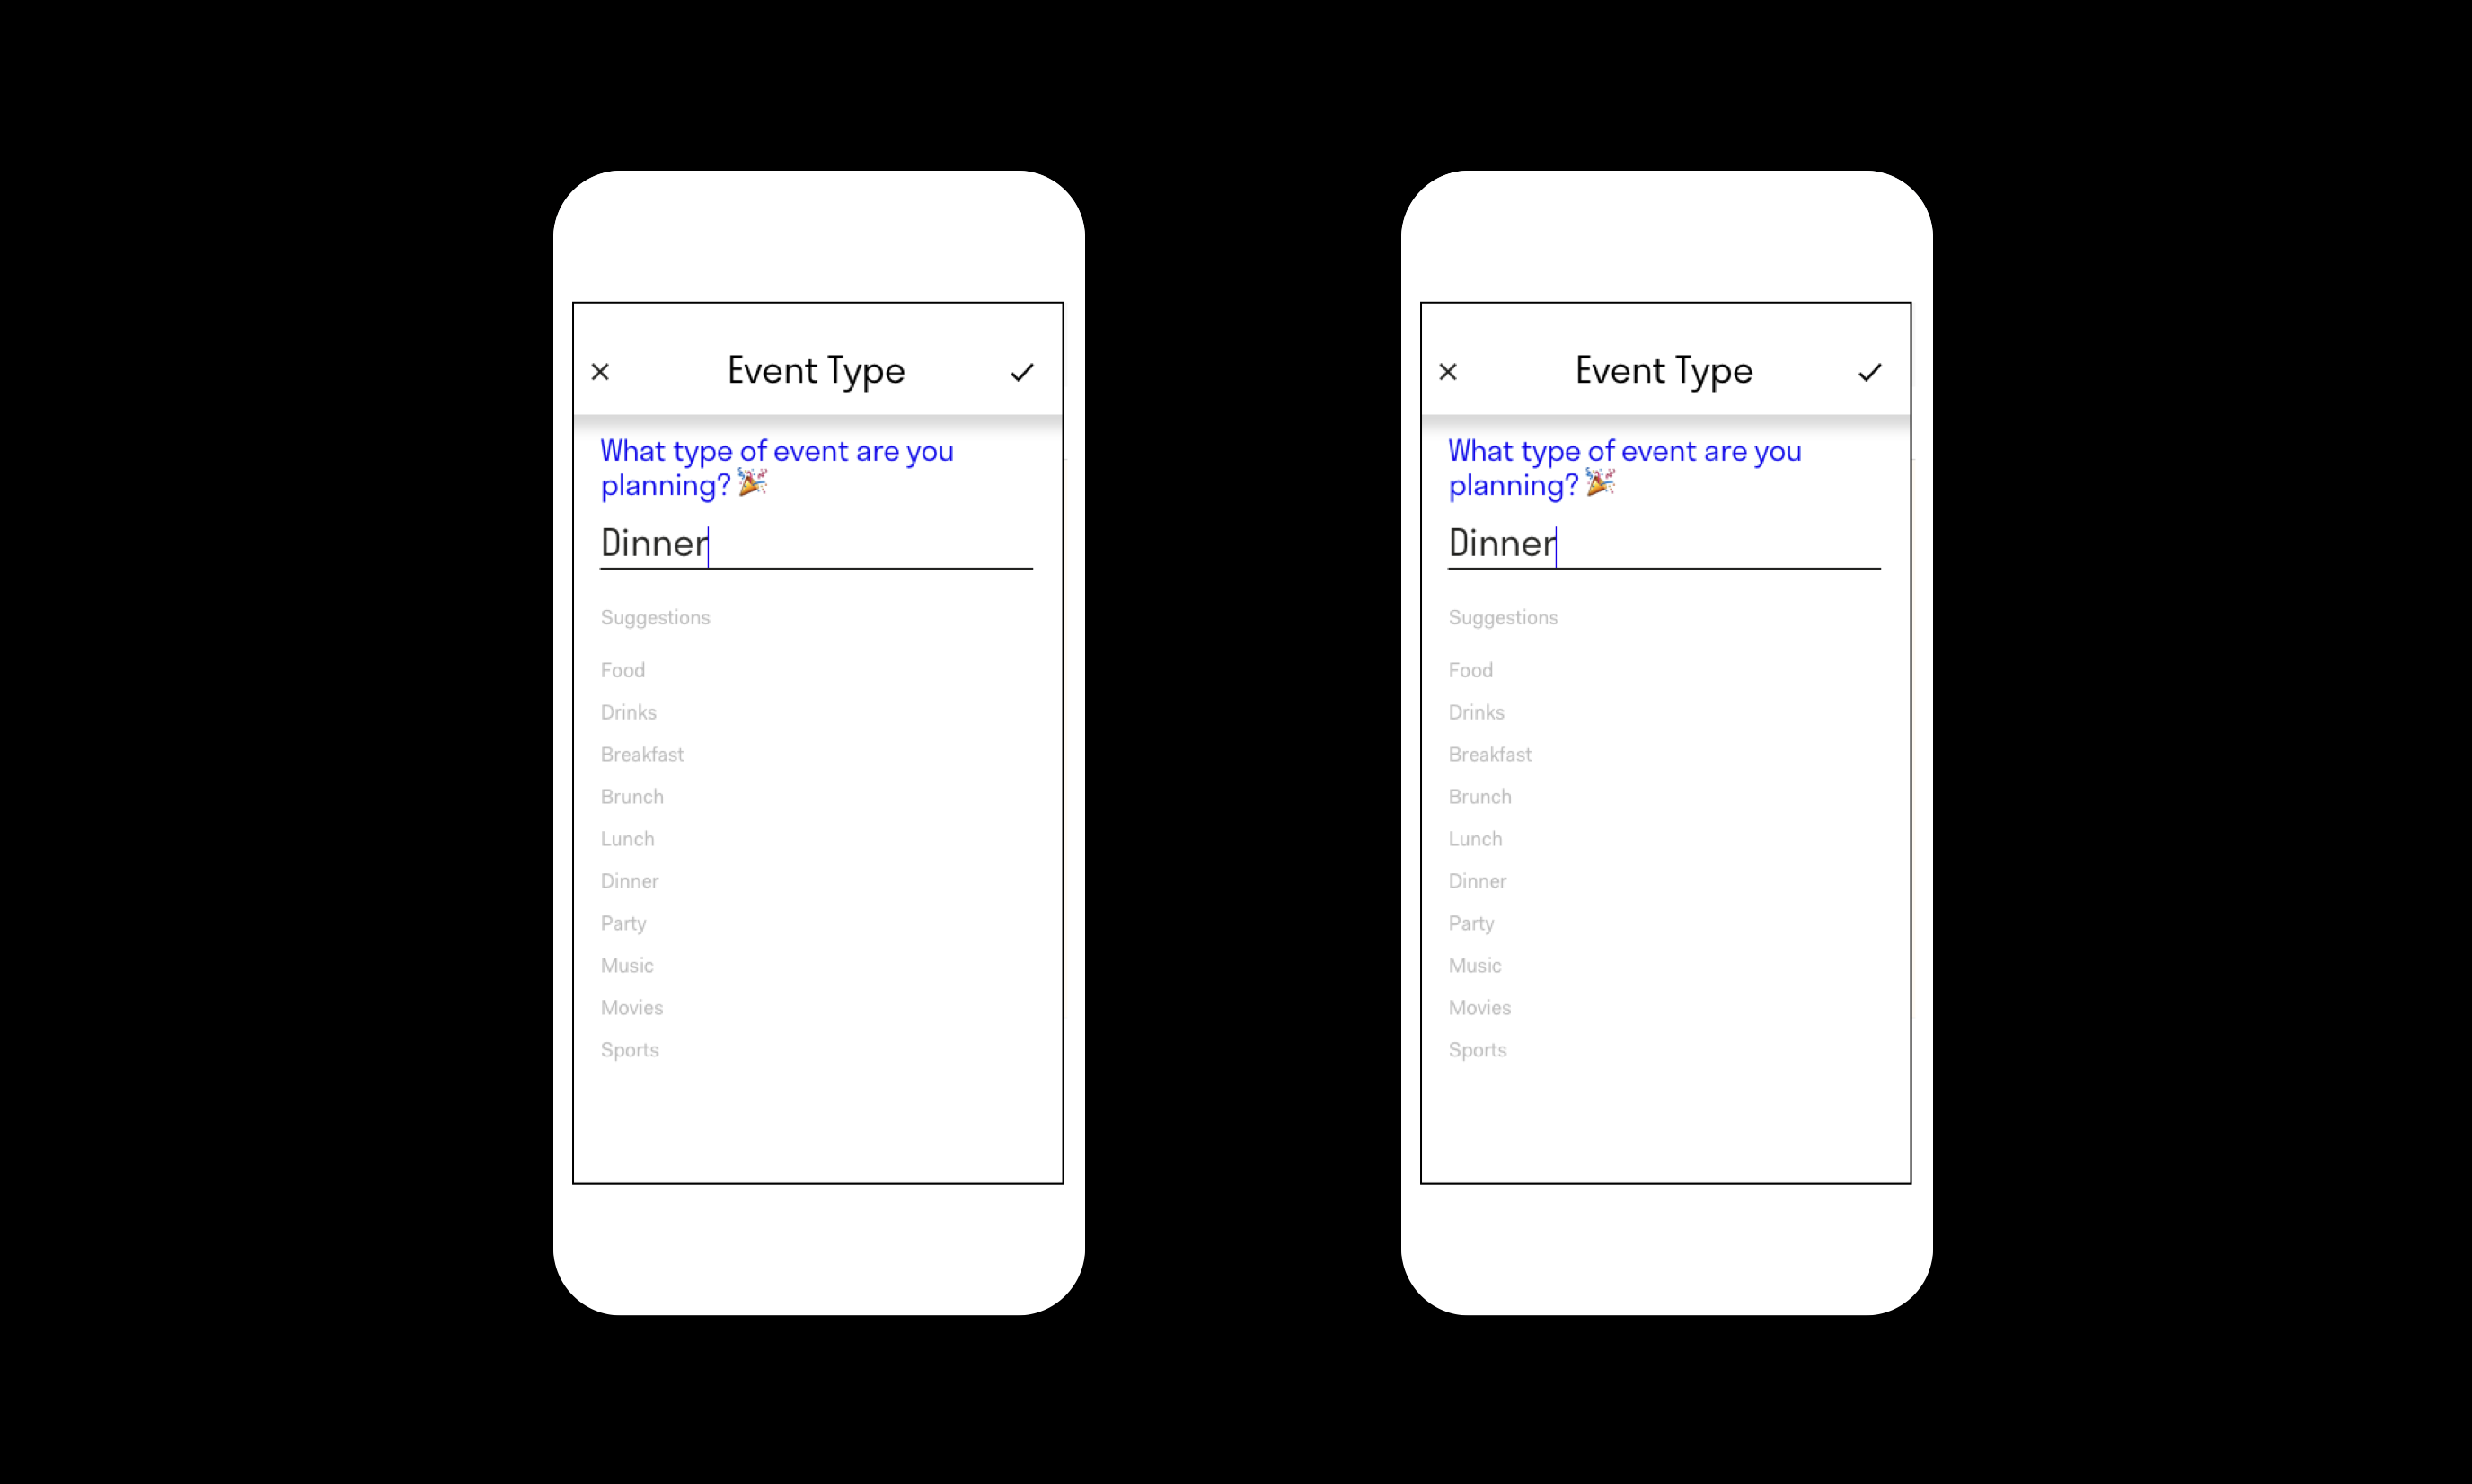 Event Type
What type of event are you
planning? 🎉
Dinner
Suggestions
Food
Drinks
Breakfast
Brunch
Lunch
Dinner
Party
Music
Movies
Sports
Event Type
What type of event are you
planning? 🎉
Dinner
Suggestions
Food
Drinks
Breakfast
Brunch
Lunch
Dinner
Party
Music
Movies
Sports